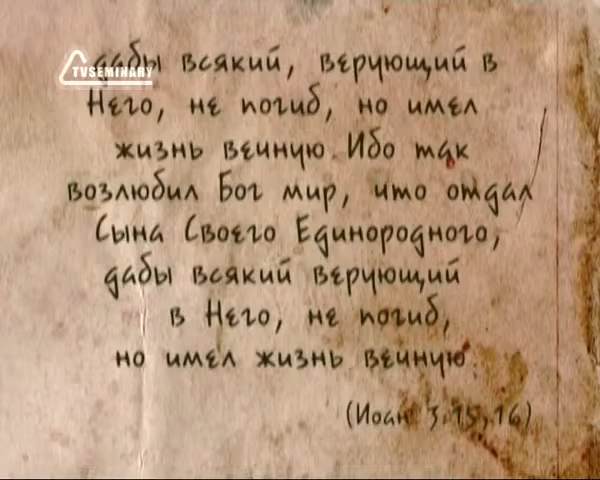 TVSEMINARY
дабы всякий, верующий в
Него, не погиб, но имел
жизнь вечную. Ибо так
возлюбил Бог мир, что отдал
Сына Своего Единородного,
дабы всякий верующий
в Него, не погиб,
но имел жизнь вечную.
(Иоан 3:15,16)